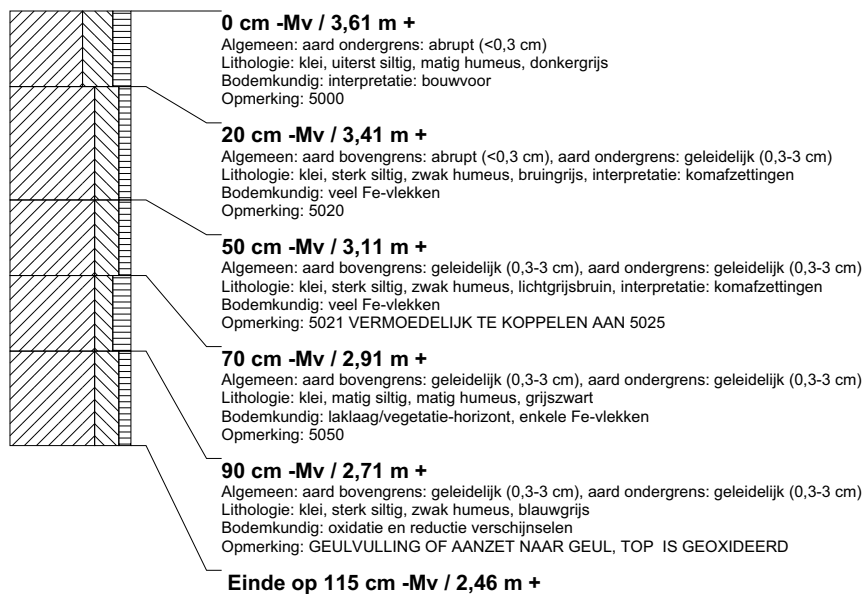 0 cm -Mv / 3,61 m +
Algemeen: aard ondergrens: abrupt (<0,3 cm)
Lithologie: klei, uiterst siltig, matig humeus, donkergrijs
Bodemkundig: interpretatie: bouwvoor
Opmerking: 5000
20 cm -Mv / 3,41 m +
Algemeen: aard bovengrens: abrupt (<0,3 cm), aard ondergrens: geleidelijk (0,3-3 cm)
Lithologie: klei, sterk siltig, zwak humeus, bruingrijs, interpretatie: komafzettingen
Bodemkundig: veel Fe-vlekken
Opmerking: 5020
50 cm -Mv / 3,11 m +
Algemeen: aard bovengrens: geleidelijk (0,3-3 cm), aard ondergrens: geleidelijk (0,3-3 cm)
Lithologie: klei, sterk siltig, zwak humeus, lichtgrijsbruin, interpretatie: komafzettingen
Bodemkundig: veel Fe-vlekken
Opmerking: 5021 VERMOEDELIJK TE KOPPELEN AAN 5025
70 cm -Mv / 2,91 m +
Algemeen: aard bovengrens: geleidelijk (0,3-3 cm), aard ondergrens: geleidelijk (0,3-3 cm)
Lithologie: klei, matig siltig, matig humeus, grijszwart
Bodemkundig: laklaag/vegetatie-horizont, enkele Fe-vlekken
Opmerking: 5050
90 cm -Mv / 2,71 m +
Algemeen: aard bovengrens: geleidelijk (0,3-3 cm), aard ondergrens: geleidelijk (0,3-3 cm)
Lithologie: klei, sterk siltig, zwak humeus, blauwgrijs
Bodemkundig: oxidatie en reductie verschijnselen
Opmerking: GEULVULLING OF AANZET NAAR GEUL, TOP  IS GEOXIDEERD
Einde op 115 cm -Mv / 2,46 m +